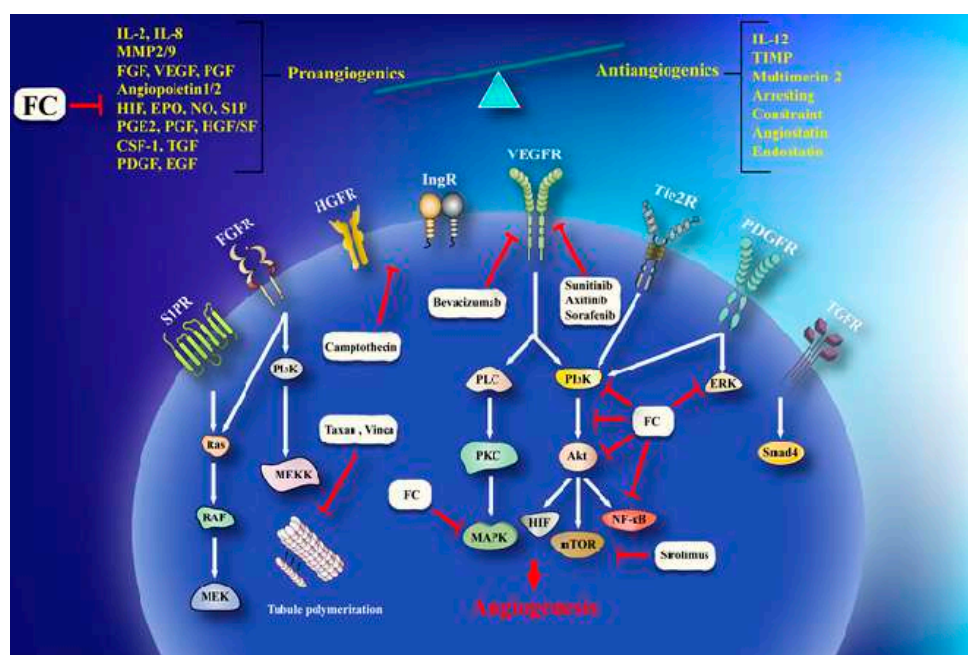 IL-2, IL-8
MMP2/9
FGF, VEGF, PGF
Angiopoietin1/2
HIF, EPO, NO, S1P
PGE2, PGF, HGF/SF
CSF-1, TGF
PDGF, EGF
FC
Proangiogenics
Antiangiogenics
IL-12
TIMP
Multimerin-2
Arresting
Constraint
Angiostatin
Endostatin
S1PR
FGFR
HGFR
IngR
VEGFR
Tie2R
PDGFR
TGFR
Bevacizumab
Sunitinib
Axitinib
Sorafenib
Camptothecin
PI3K
PLC
PI3K
ERK
FC
Taxan , Vinca
Ras
MEKK
PKC
Akt
Smad4
FC
RAF
MAPK
HIF
mTOR
NF-κB
Sirolimus
MEK
Tubule polymerization
Angiogenesis